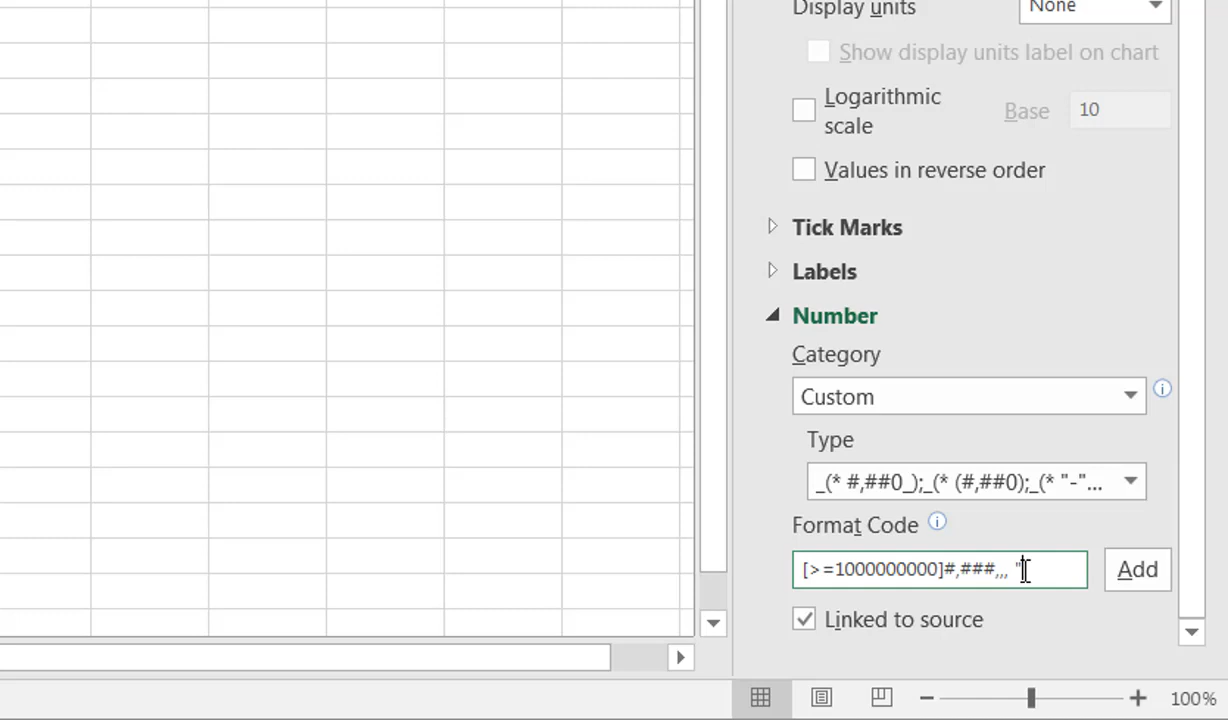 Display units
None
Show display units label on chart
Logarithmic
scale
Base
10
Values in reverse order
Tick Marks
Labels
Number
Category
Custom
Type
_(* #,##0_);_(* (#,##0);_(* "-"...
Format Code
[>=1000000000]#,###,,, "
Add
Linked to source
100%